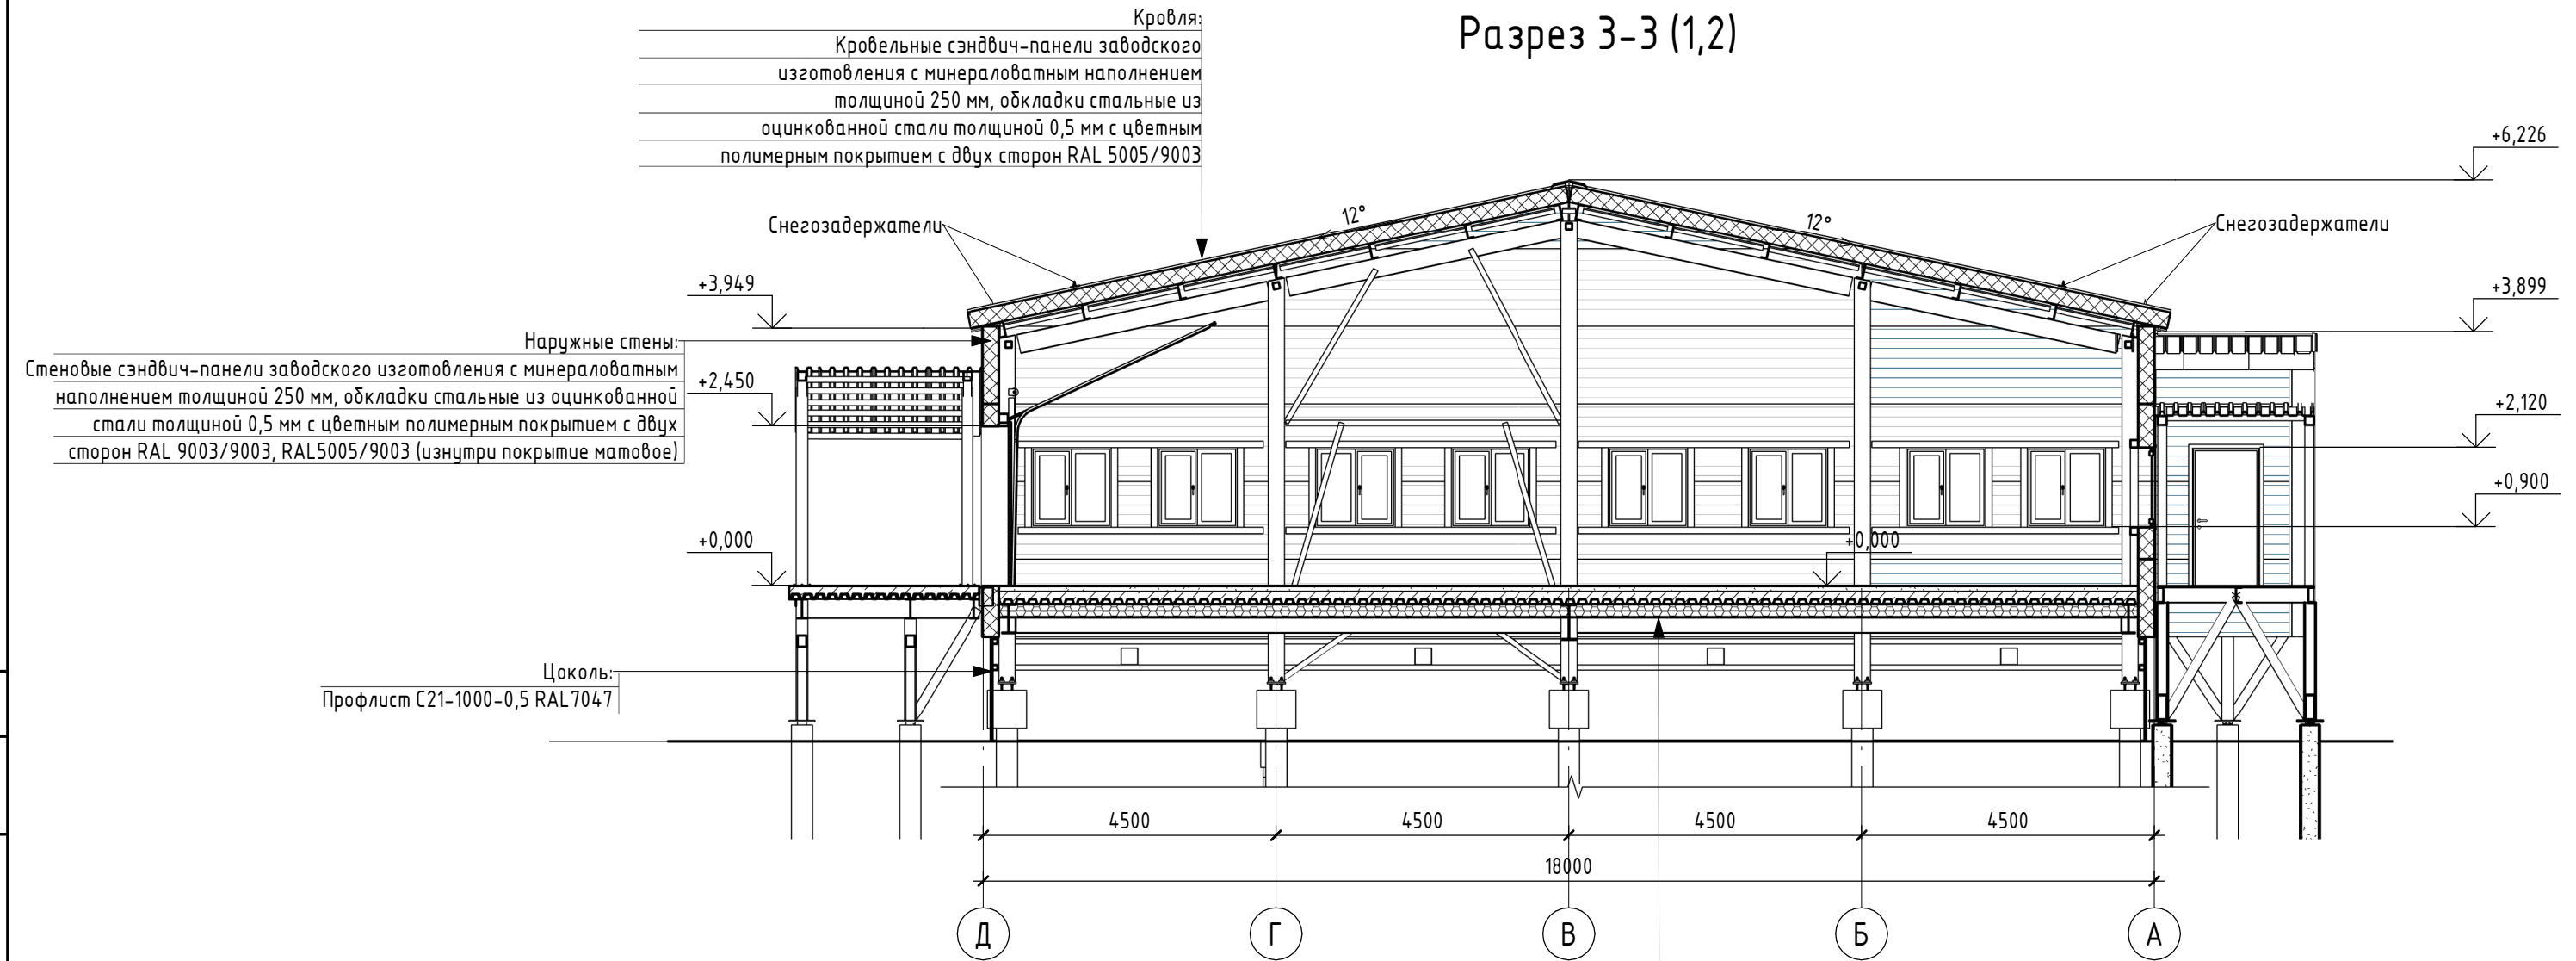 Разрез 3-3 (1,2)
Кровля:
Кровельные сэндвич-панели заводского
изготовления с минераловатным наполнением
толщиной 250 мм, обкладки стальные из
оцинкованной стали толщиной 0,5 мм с цветным
полимерным покрытием с двух сторон RAL 5005/9003
+6,226
12°
12°
Снегозадержатели
Снегозадержатели
+3,949
+3,899
Наружные стены:
Стеновые сэндвич-панели заводского изготовления с минераловатным
наполнением толщиной 250 мм, обкладки стальные из оцинкованной
стали толщиной 0,5 мм с цветным полимерным покрытием с двух
сторон RAL 9003/9003, RAL5005/9003 (изнутри покрытие матовое)
+2,450
+2,120
+0,900
+0,000
+0,000
Цоколь:
Профлист С21-1000-0,5 RAL7047
4500
4500
4500
4500
18000
Д
Г
В
Б
А